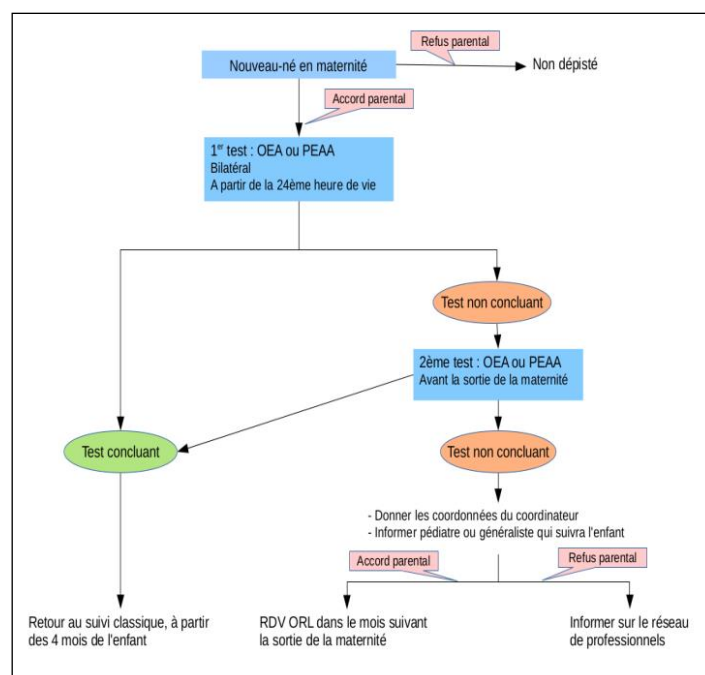 Refus parental
Nouveau-né en maternité
Non dépisté
Accord parental
1er test : OEA ou PEAA
Bilatéral
A partir de la 24ème heure de vie
Test non concluant
2ème test : OEA ou PEAA
Avant la sortie de la maternité
Test concluant
Test non concluant
- Donner les coordonnées du coordinateur
- Informer pédiatre ou généraliste qui suivra l'enfant
Accord parental
Refus parental
Retour au suivi classique, à partir
des 4 mois de l'enfant
RDV ORL dans le mois suivant
la sortie de la maternité
Informer sur le réseau
de professionnels